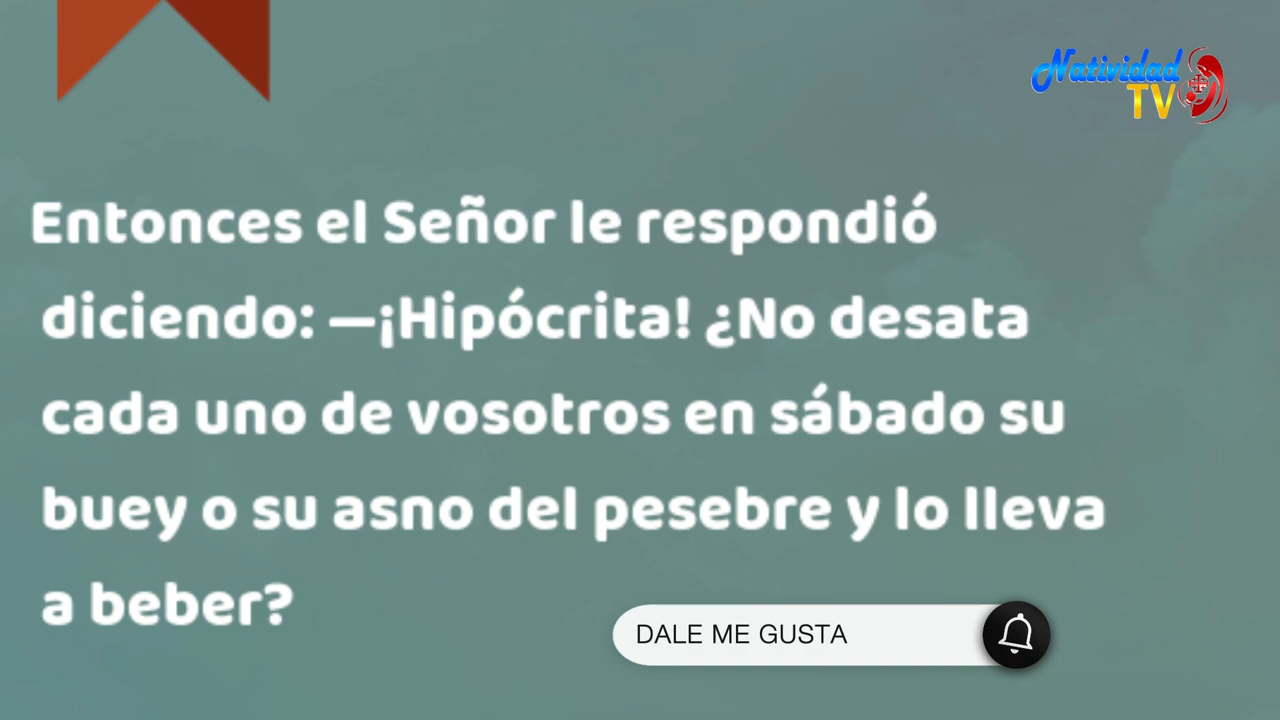 Natividad
TV
Entonces el Señor le respondió
diciendo: —¡Hipócrita! ¿No desata
cada uno de vosotros en sábado su
buey o su asno del pesebre y lo lleva
a beber?
DALE ME GUSTA